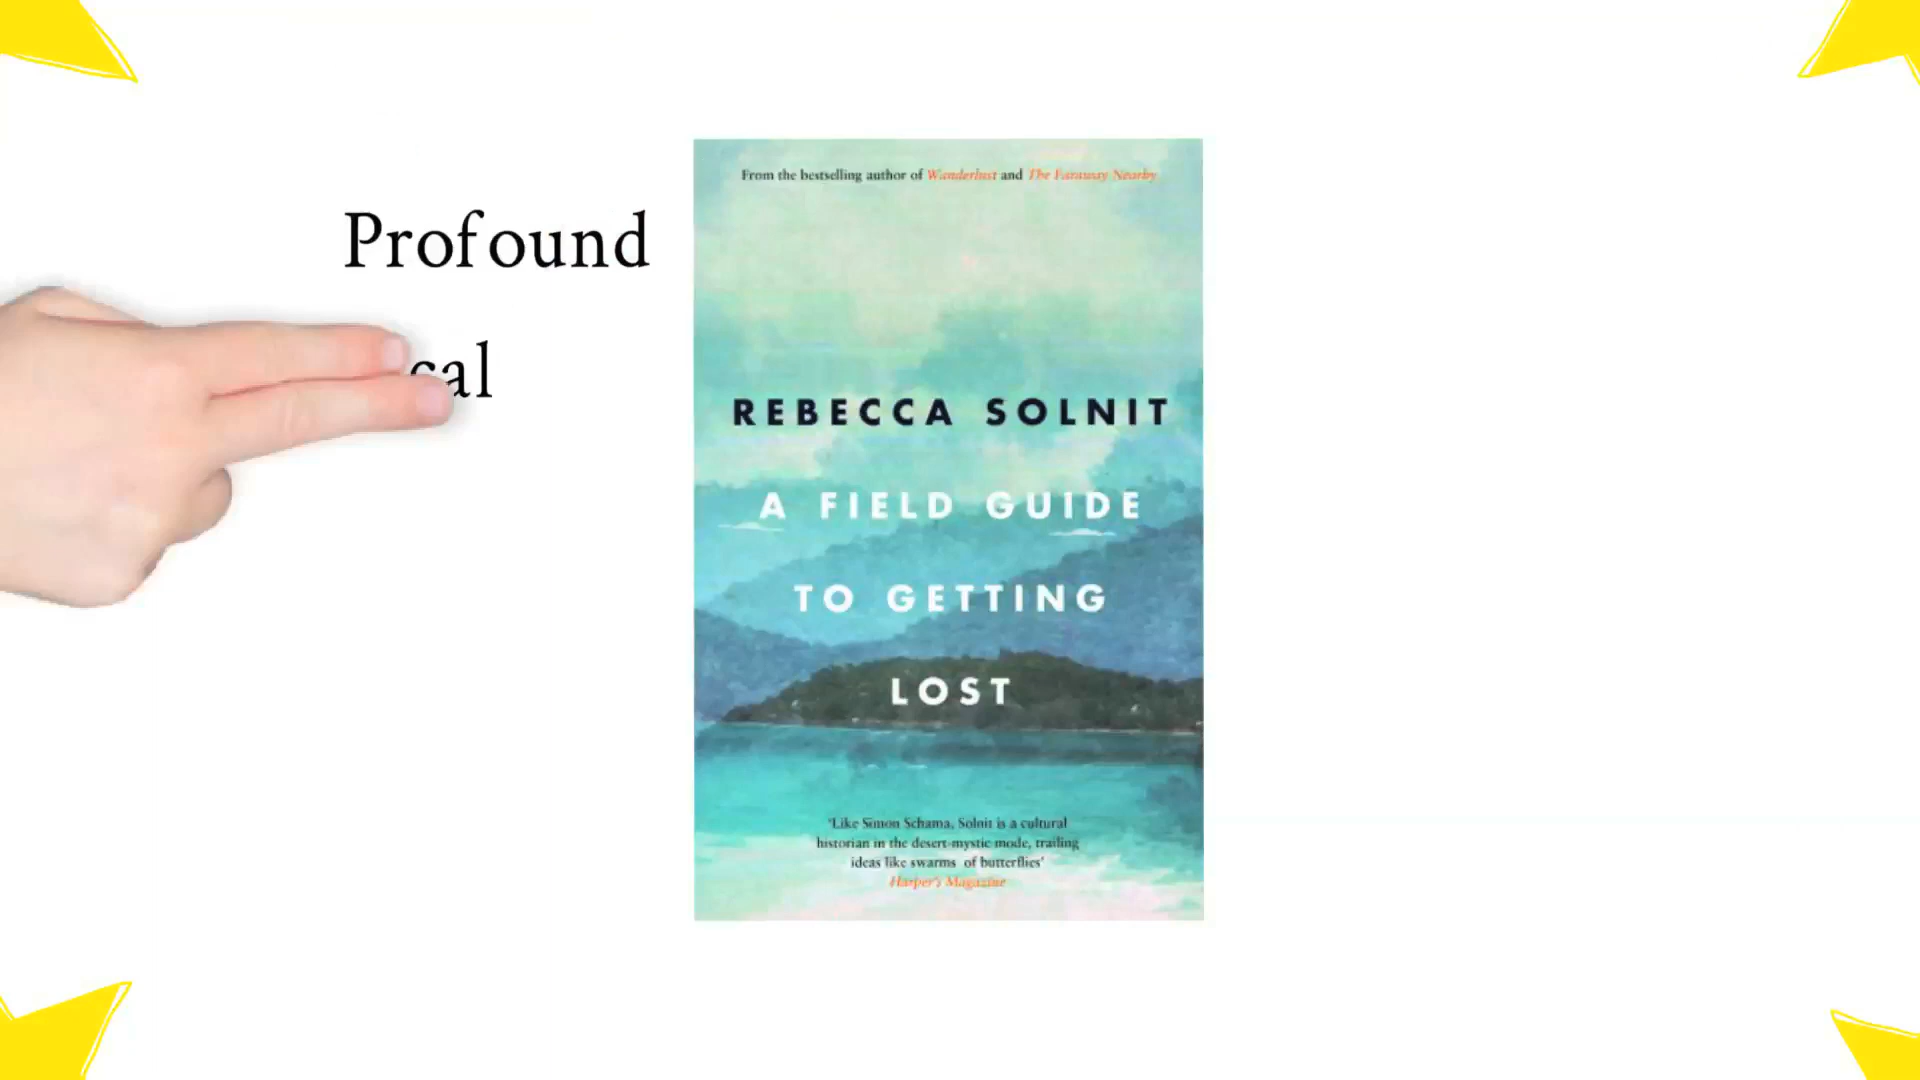 Profound
From the bestselling author of Wanderlust and The Faraway Nearby
REBECCA SOLNIT
A FIELD GUIDE
TO GETTING
LOST
'Like Simon Schama, Solnit is a cultural
historian in the desert-mystic mode, trailing
ideas like swarms of butterflies'
Harper's Magazine